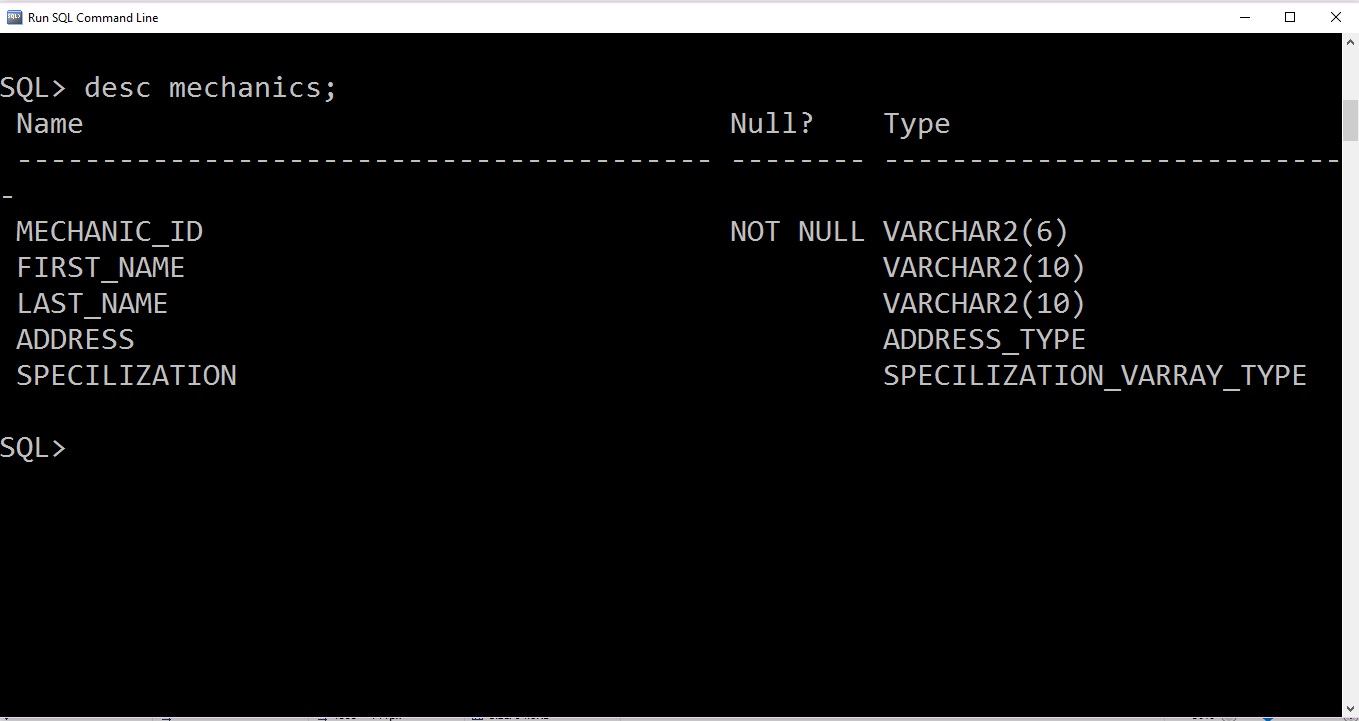 Run SQL Command Line
SQL> desc mechanics;
Name Null? Type
----------------------------------------- -------- ---------------------------
-
MECHANIC_ID NOT NULL VARCHAR2(6)
FIRST_NAME VARCHAR2(10)
LAST_NAME VARCHAR2(10)
ADDRESS ADDRESS_TYPE
SPECILIZATION SPECILIZATION_VARRAY_TYPE
SQL>